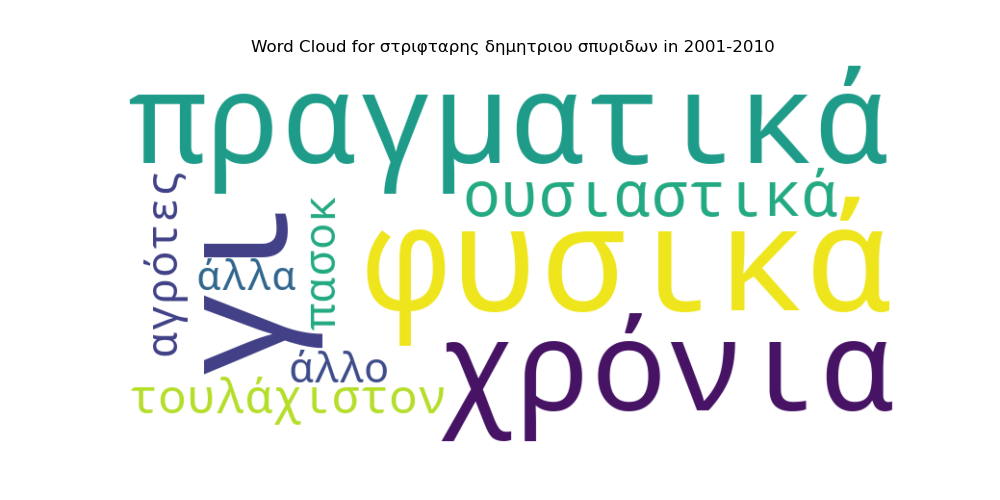 Word Cloud for στριφταρης δημητριου σπυριδων in 2001-2010
πραγματικά
ουσιαστικά
αγρότες
γι
άλλα
πασοκ
φυσικά
άλλο
τουλάχιστον
χρόνια